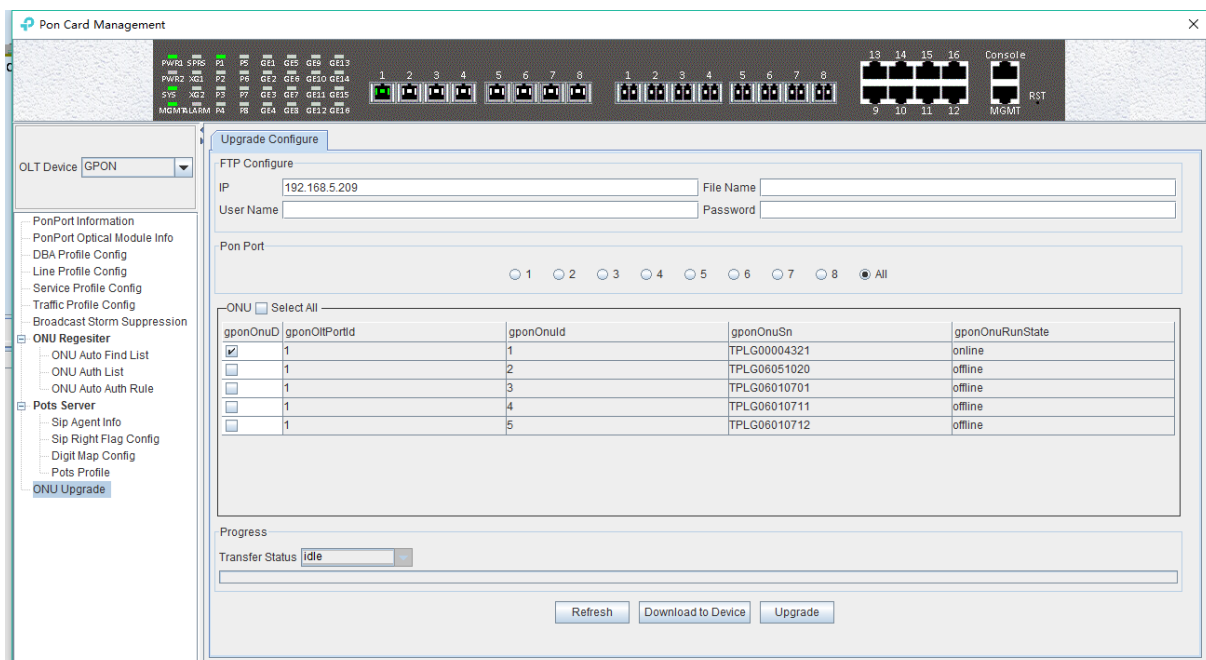 Pon Card Management
13 14 15 16 Console
PWR1 SPRS P1 P5 GE1 GE5 GE9 GE13
PWR2 XG1 P2 P6 GE2 GE6 GE10 GE14
SYS XG2 P3 P7 GE3 GE7 GE11 GE15
MGMT ALARM P4 P8 GE4 GE8 GE12 GE16
1 2 3 4 5 6 7 8 1 2 3 4 5 6 7 8
RST
9 10 11 12 MGMT
OLT Device GPON
PonPort Information
PonPort Optical Module Info
DBA Profile Config
Line Profile Config
Service Profile Config
Traffic Profile Config
Broadcast Storm Suppression
ONU Regesiter
ONU Auto Find List
ONU Auth List
ONU Auto Auth Rule
Pots Server
Sip Agent Info
Sip Right Flag Config
Digit Map Config
Pots Profile
ONU Upgrade
Upgrade Configure
FTP Configure
IP 192.168.5.209 File Name
User Name Password
Pon Port
1 2 3 4 5 6 7 8 All
ONU Select All
gponOnuD gponOltPortId gponOnuId gponOnuSn gponOnuRunState
1 1 TPLG00004321 online
1 2 TPLG06051020 offline
1 3 TPLG06010701 offline
1 4 TPLG06010711 offline
1 5 TPLG06010712 offline
Progress
Transfer Status idle
Refresh Download to Device Upgrade